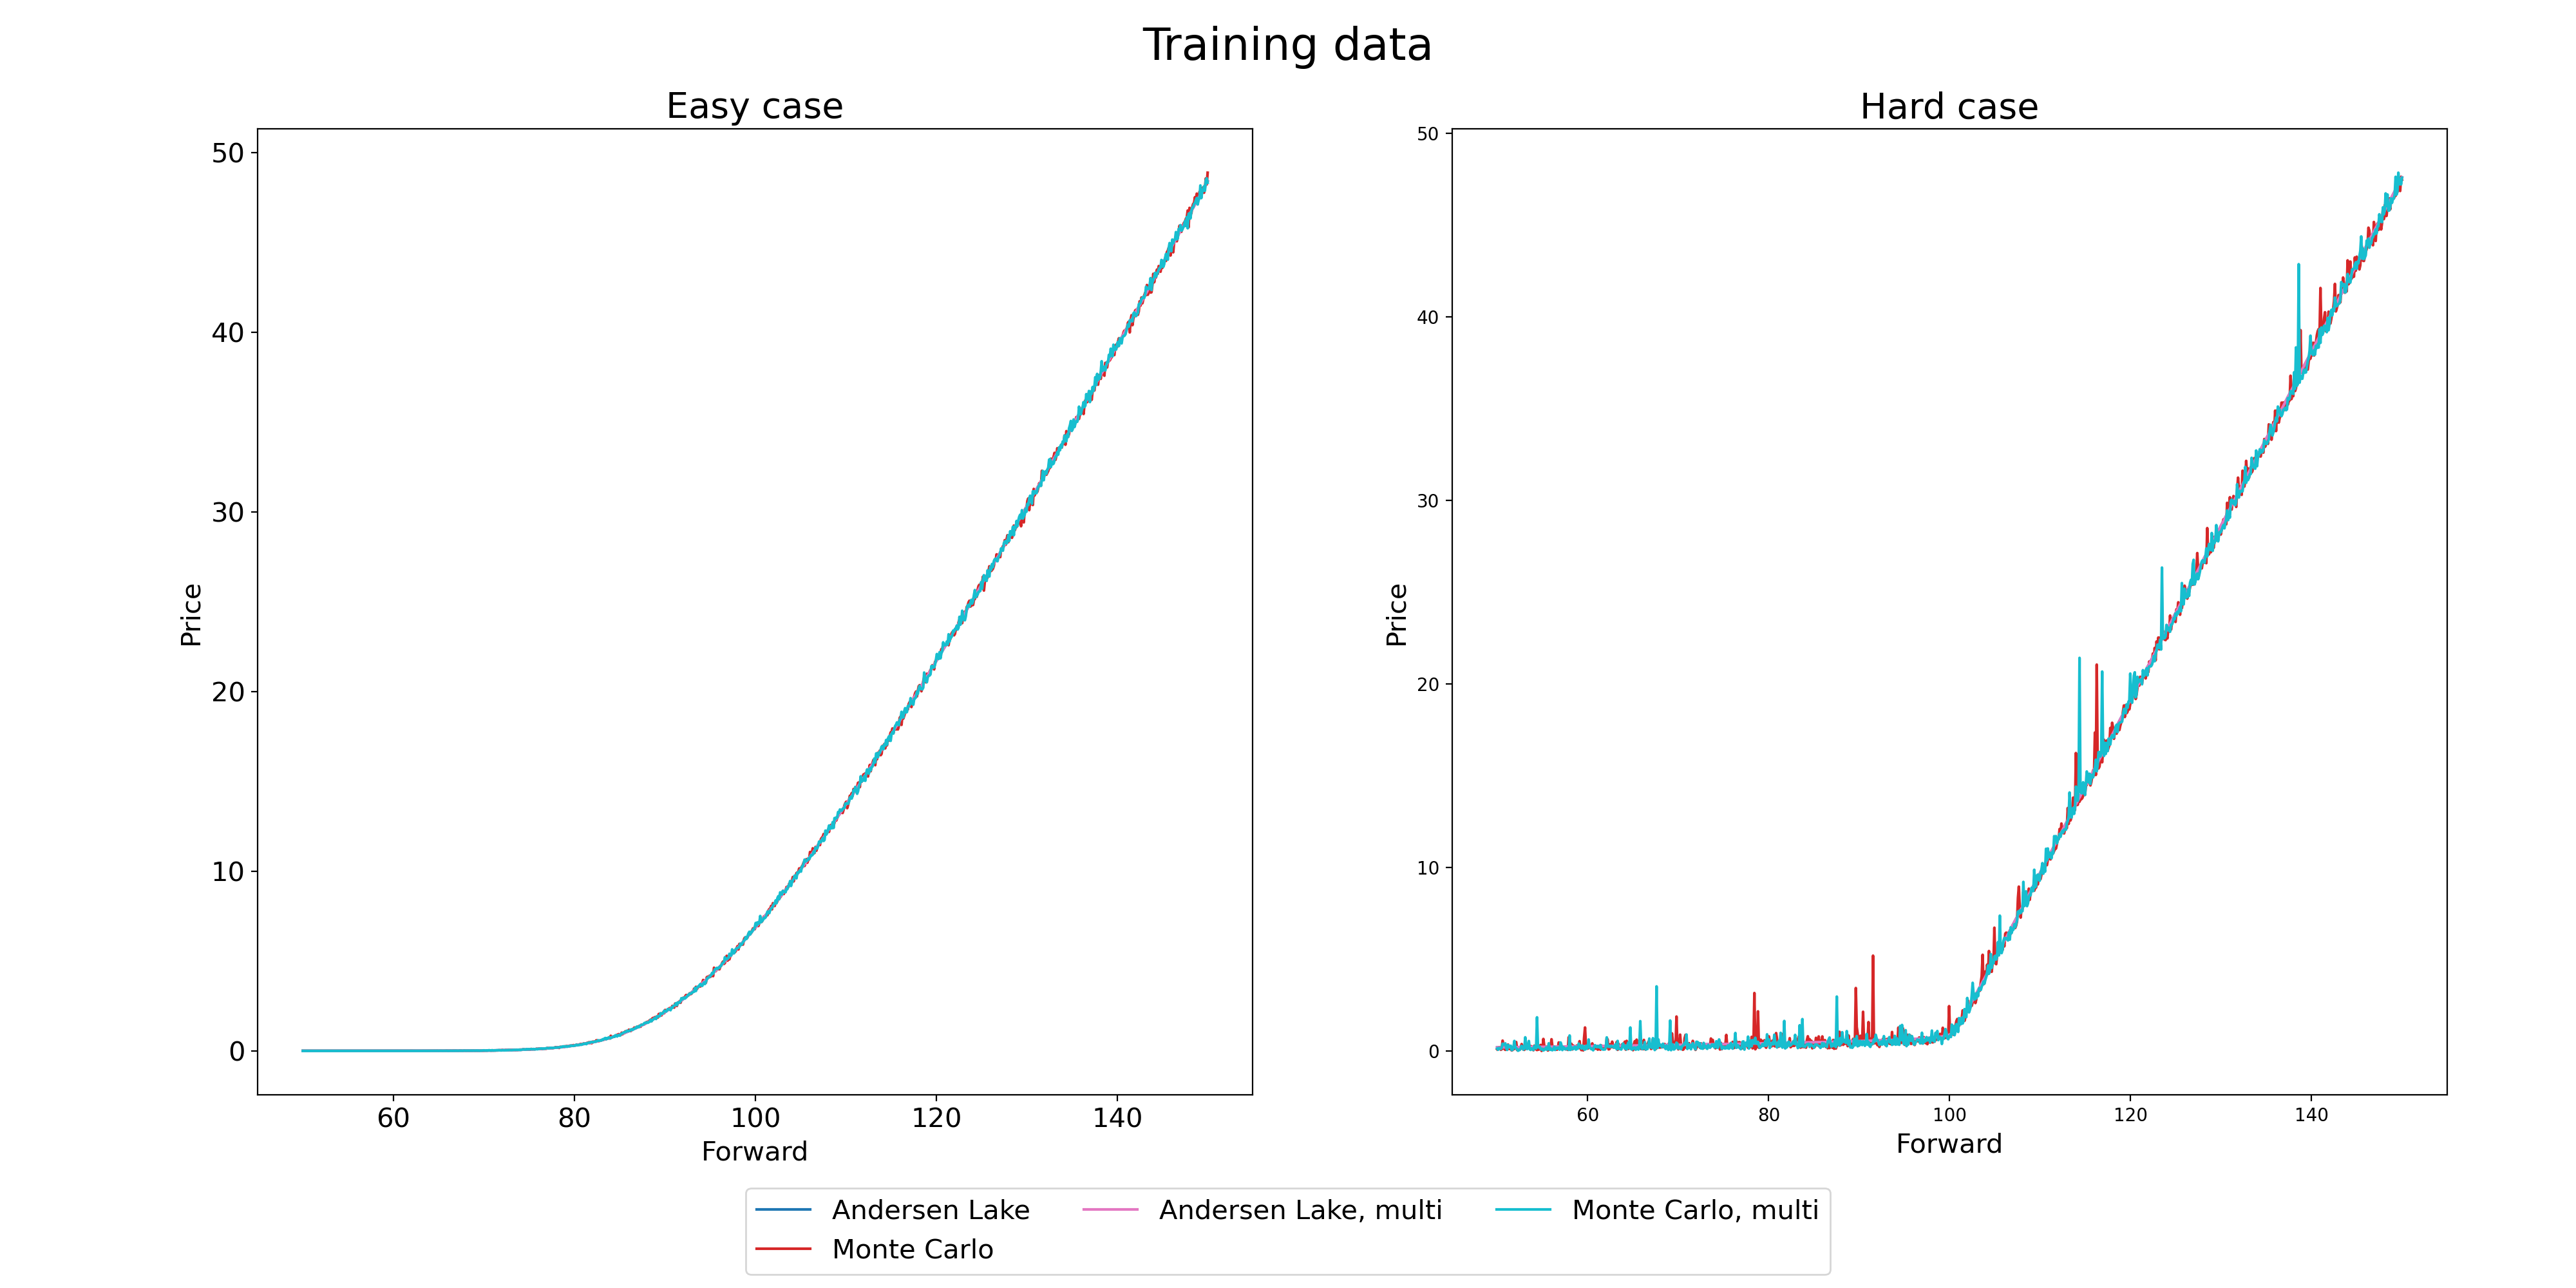 Training data
Easy case
50
40
30
20
10
0
Price
60 80 100 120 140
Forward
Hard case
50
40
30
20
10
0
Price
60 80 100 120 140
Forward
Andersen Lake Andersen Lake, multi Monte Carlo, multi
Monte Carlo